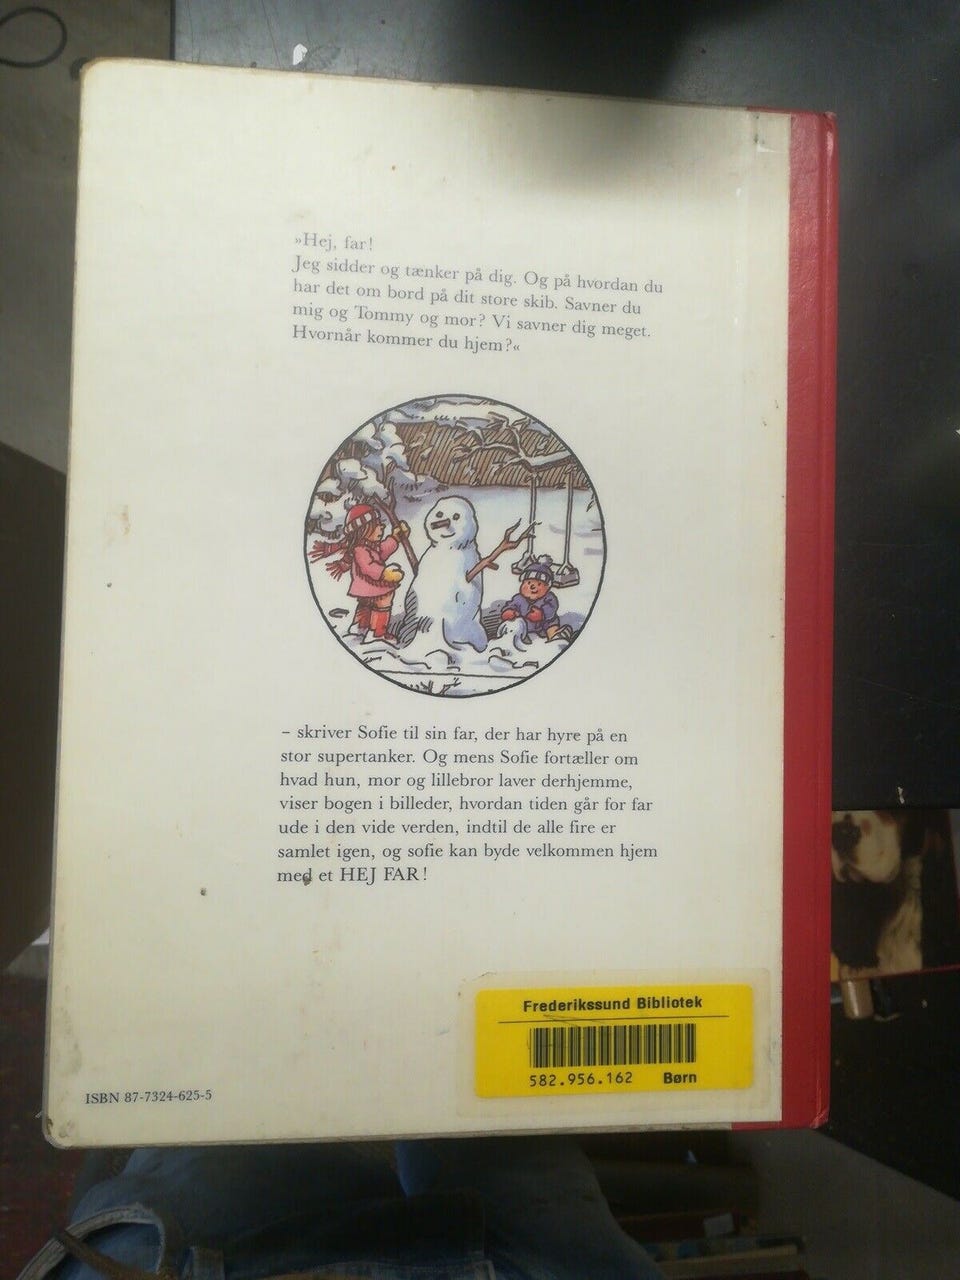 »Hej, far!
Jeg sidder og tænker på dig. Og på hvordan du
har det om bord på dit store skib. Savner du
mig og Tommy og mor? Vi savner dig meget.
Hvornår kommer du hjem?«
– skriver Sofie til sin far, der har hyre på en
stor supertanker. Og mens Sofie fortæller om
hvad hun, mor og lillebror laver derhjemme,
viser bogen i billeder, hvordan tiden går for far
ude i den vide verden, indtil de alle fire er
samlet igen, og sofie kan byde velkommen hjem
med et HEJ FAR!
Frederikssund Bibliotek
582.956.162 Børn
ISBN 87-7324-625-5